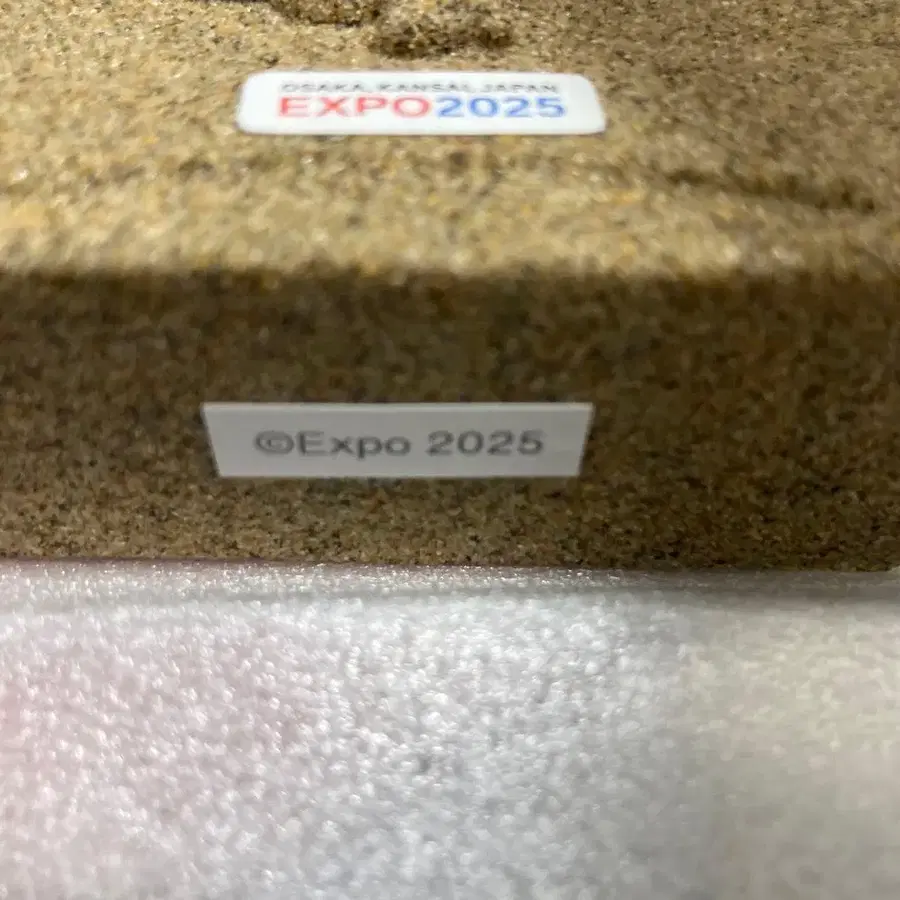 OSAKA, KANSAI, JAPAN
EXPO2025
©Expo 2025